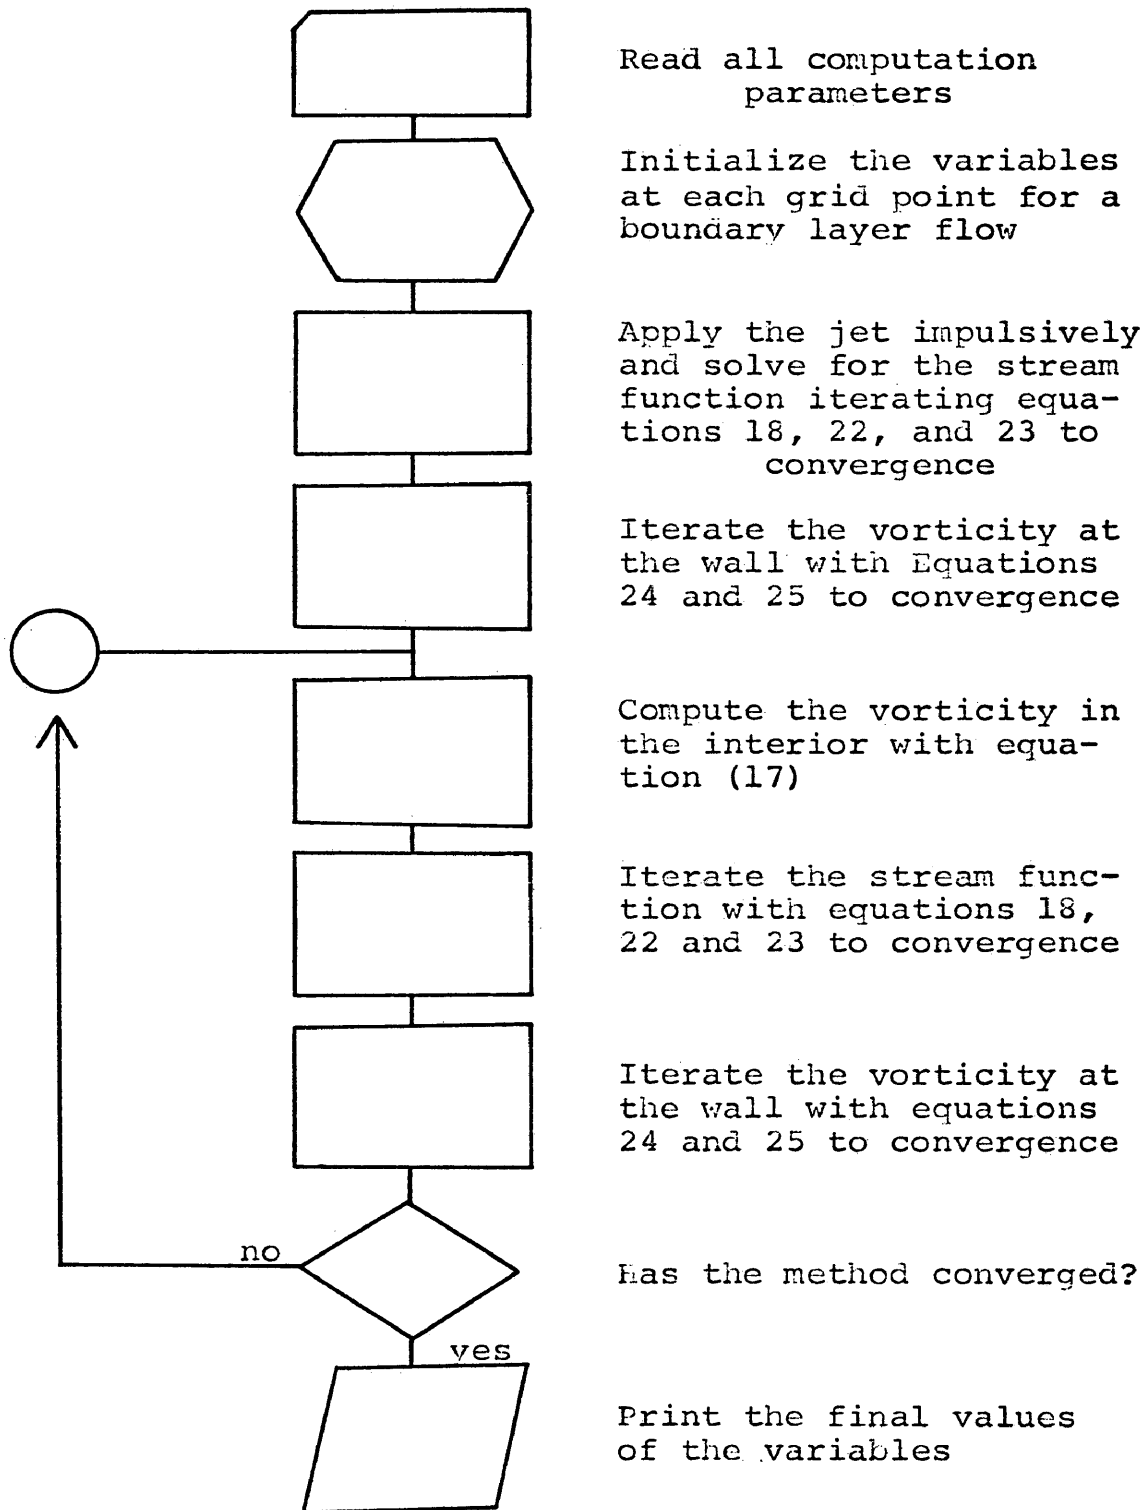 Read all computation
parameters
Initialize the variables
at each grid point for a
boundary layer flow
Apply the jet impulsively
and solve for the stream
function iterating equa-
tions 18, 22, and 23 to
convergence
Iterate the vorticity at
the wall with Equations
24 and 25 to convergence
Compute the vorticity in
the interior with equa-
tion (17)
Iterate the stream func-
tion with equations 18,
22 and 23 to convergence
Iterate the vorticity at
the wall with equations
24 and 25 to convergence
no
Has the method converged?
yes
Print the final values
of the variables